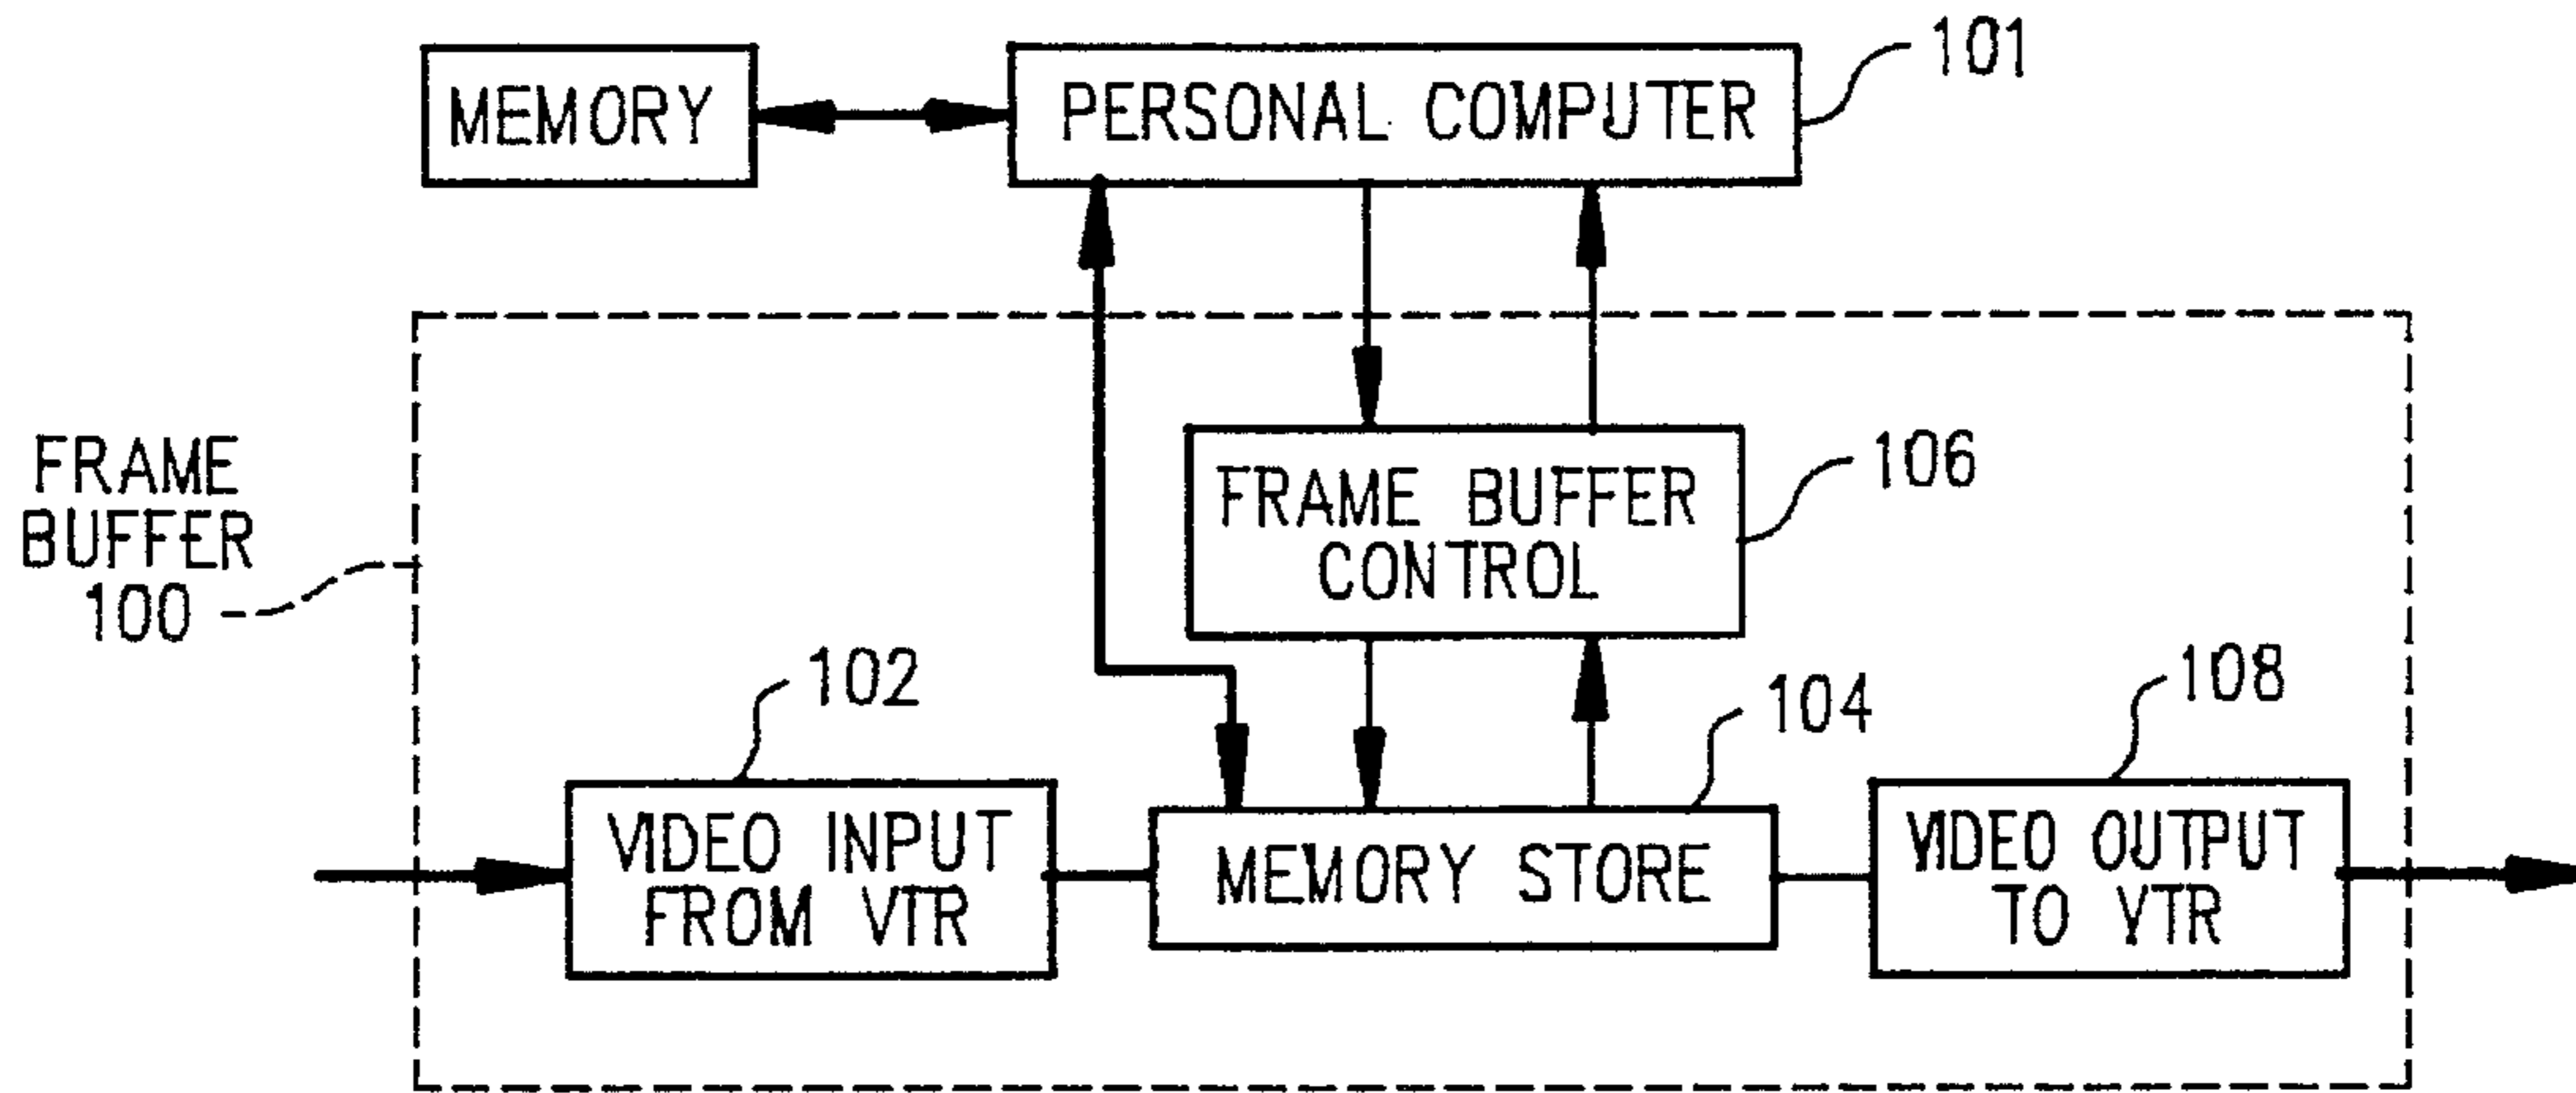 MEMORY
PERSONAL COMPUTER
101
FRAME
BUFFER
100
FRAME BUFFER
CONTROL
106
102
VIDEO INPUT
FROM VTR
104
MEMORY STORE
108
VIDEO OUTPUT
TO VTR